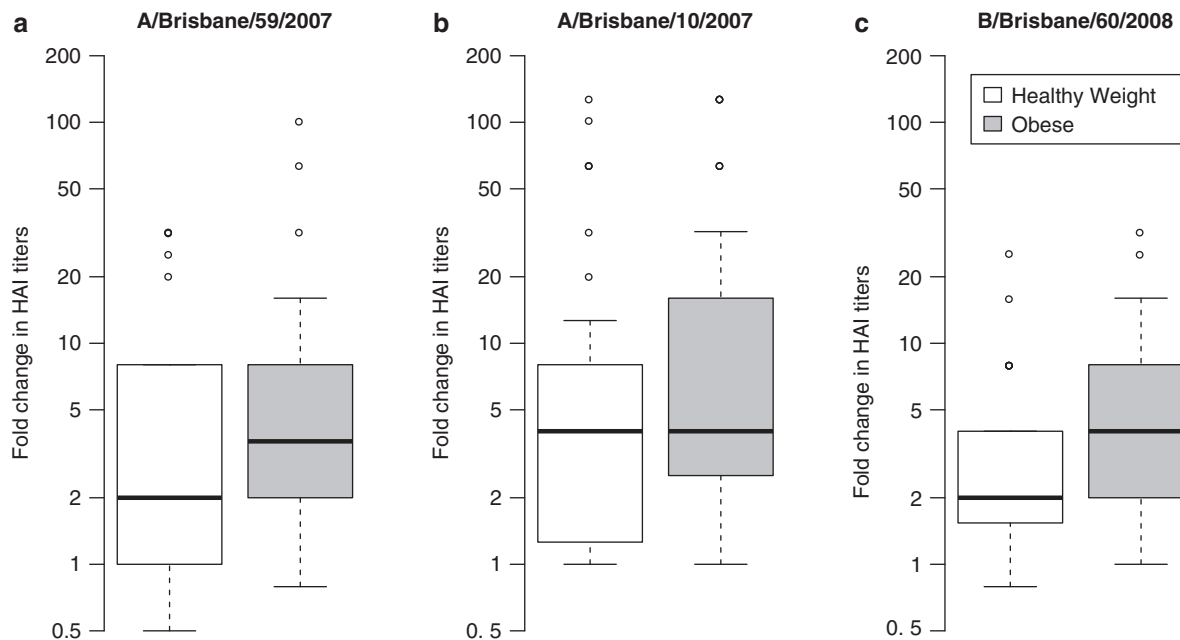 a
A/Brisbane/59/2007
200
100
50
20
10
5
2
1
0.5
Fold change in HAI titers
b
A/Brisbane/10/2007
200
100
50
20
10
5
2
1
0. 5
Fold change in HAI titers
c
B/Brisbane/60/2008
200
100
50
20
10
5
2
1
0. 5
Fold change in HAI titers
Healthy Weight
Obese